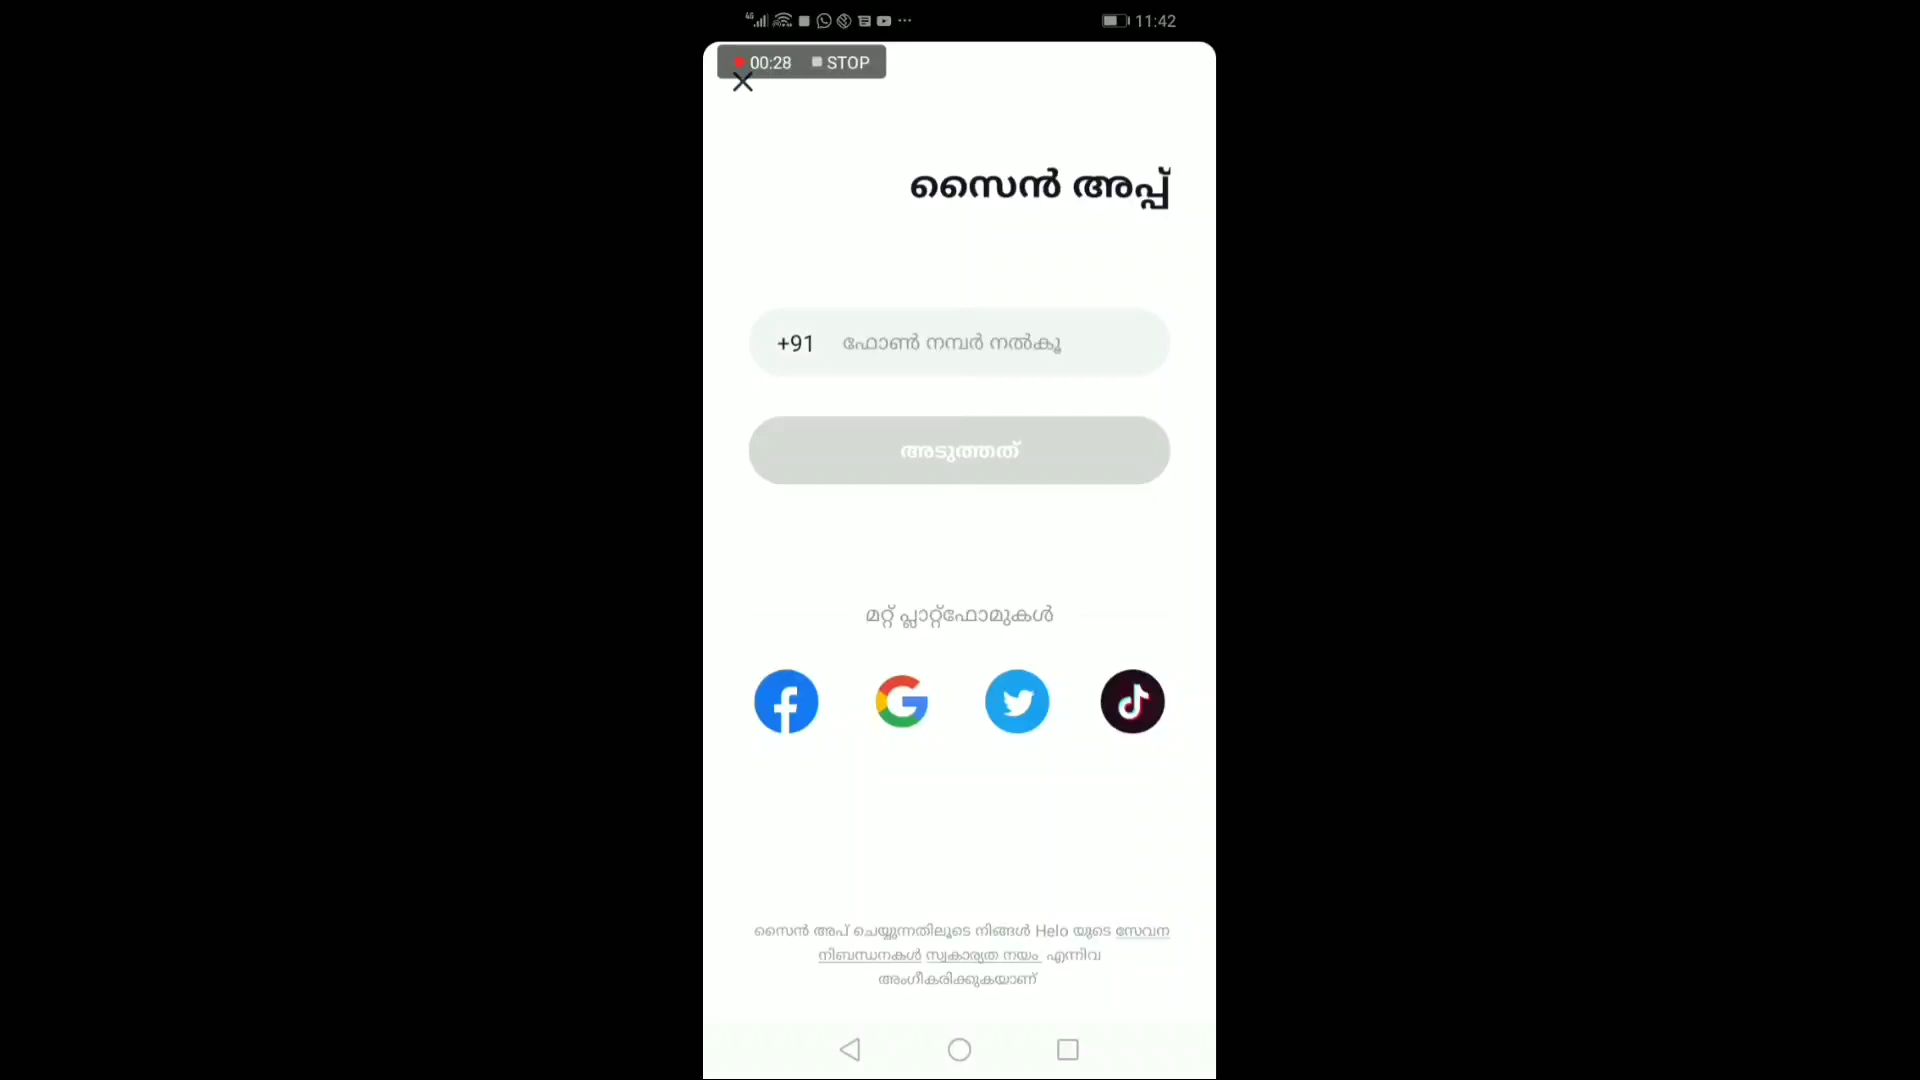 4G 11:42
00:28 STOP
സൈൻ അപ്പ്
+91 ഫോൺ നമ്പർ നൽകൂ
അടുത്തത്
മറ്റ് പ്ലാറ്റ്ഫോമുകൾ
സൈൻ അപ് ചെയ്യുന്നതിലൂടെ നിങ്ങൾ Helo യുടെ സേവന
നിബന്ധനകൾ സ്വകാര്യത നയം എന്നിവ
അംഗീകരിക്കുകയാണ്